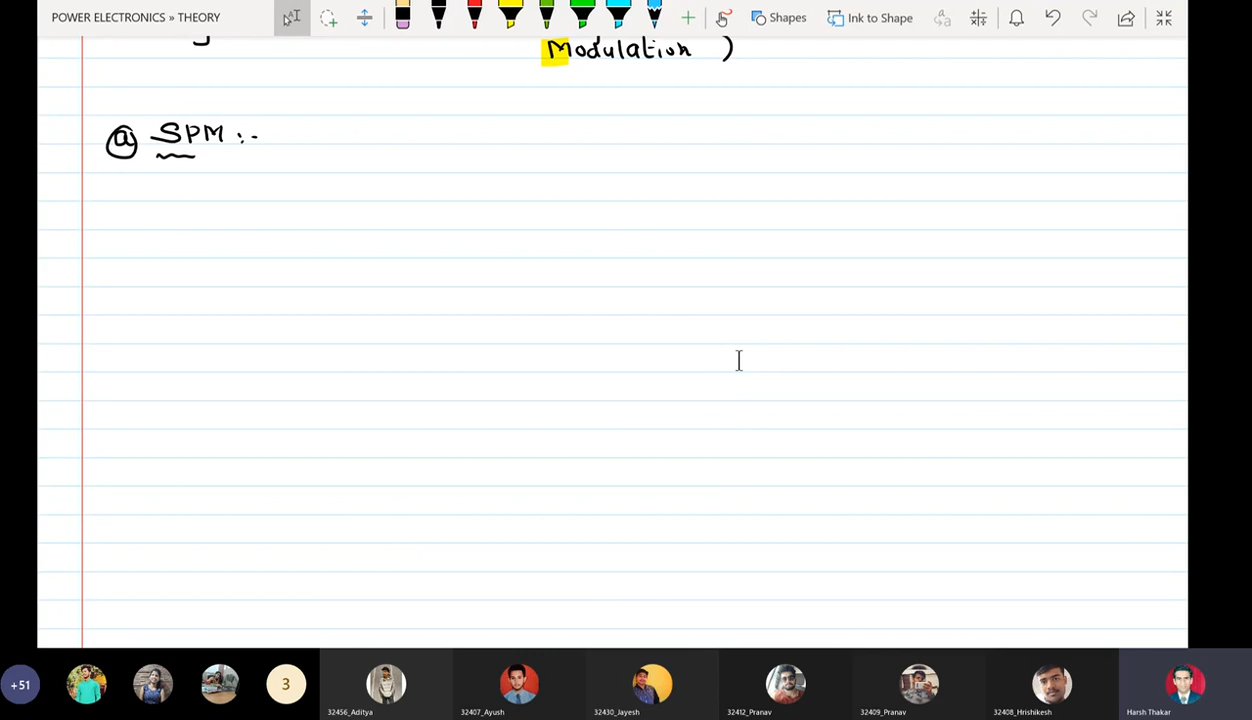 POWER ELECTRONICS » THEORY
Shapes
Ink to Shape
Modulation )
a SPM :-
+51
3
32456_Aditya
32407_Ayush
32430_Jayesh
32412_Pranav
32409_Pranav
32408_Hrishikesh
Harsh Thakar